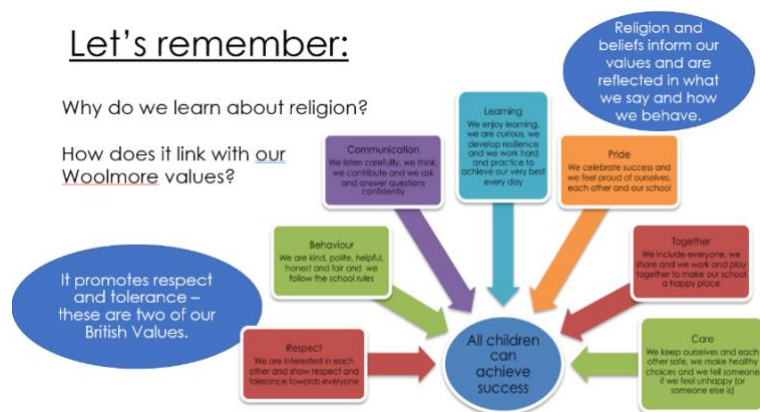 Let's remember:
Why do we learn about religion?
How does it link with our
Woolmore values?
Religion and
beliefs inform our
values and are
reflected in what
we say and how
we behave.
It promotes respect
and tolerance –
these are two of our
British Values.
Respect
We are interested in each
other and show respect and
tolerance towards everyone
Behaviour
We are kind, polite, helpful,
honest and fair and we
follow the school rules
Communication
We listen carefully, we think,
we contribute and we ask
and answer questions
confidently
Learning
We enjoy learning,
we are curious, we
develop resilience
and we work hard
and practice to
achieve our very best
every day
Pride
We celebrate success and
we feel proud of ourselves,
each other and our school
Together
We include everyone, we
share and we work and play
together to make our school
a happy place
Care
We keep ourselves and each
other safe, we make healthy
choices and we tell someone
if we feel unhappy (or
someone else is)
All children
can
achieve
success